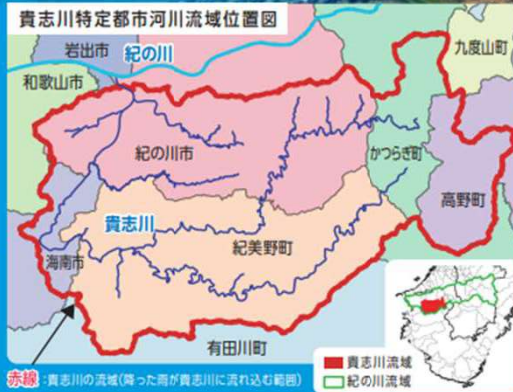 貴志川特定都市河川流域位置図
岩出市
紀の川
九度山町
和歌山市
紀の川市
かつらぎ町
高野町
貴志川
紀美野町
海南市
有田川町
赤線:貴志川の流域(降った雨が貴志川に流れ込む範囲)
貴志川流域
紀の川流域